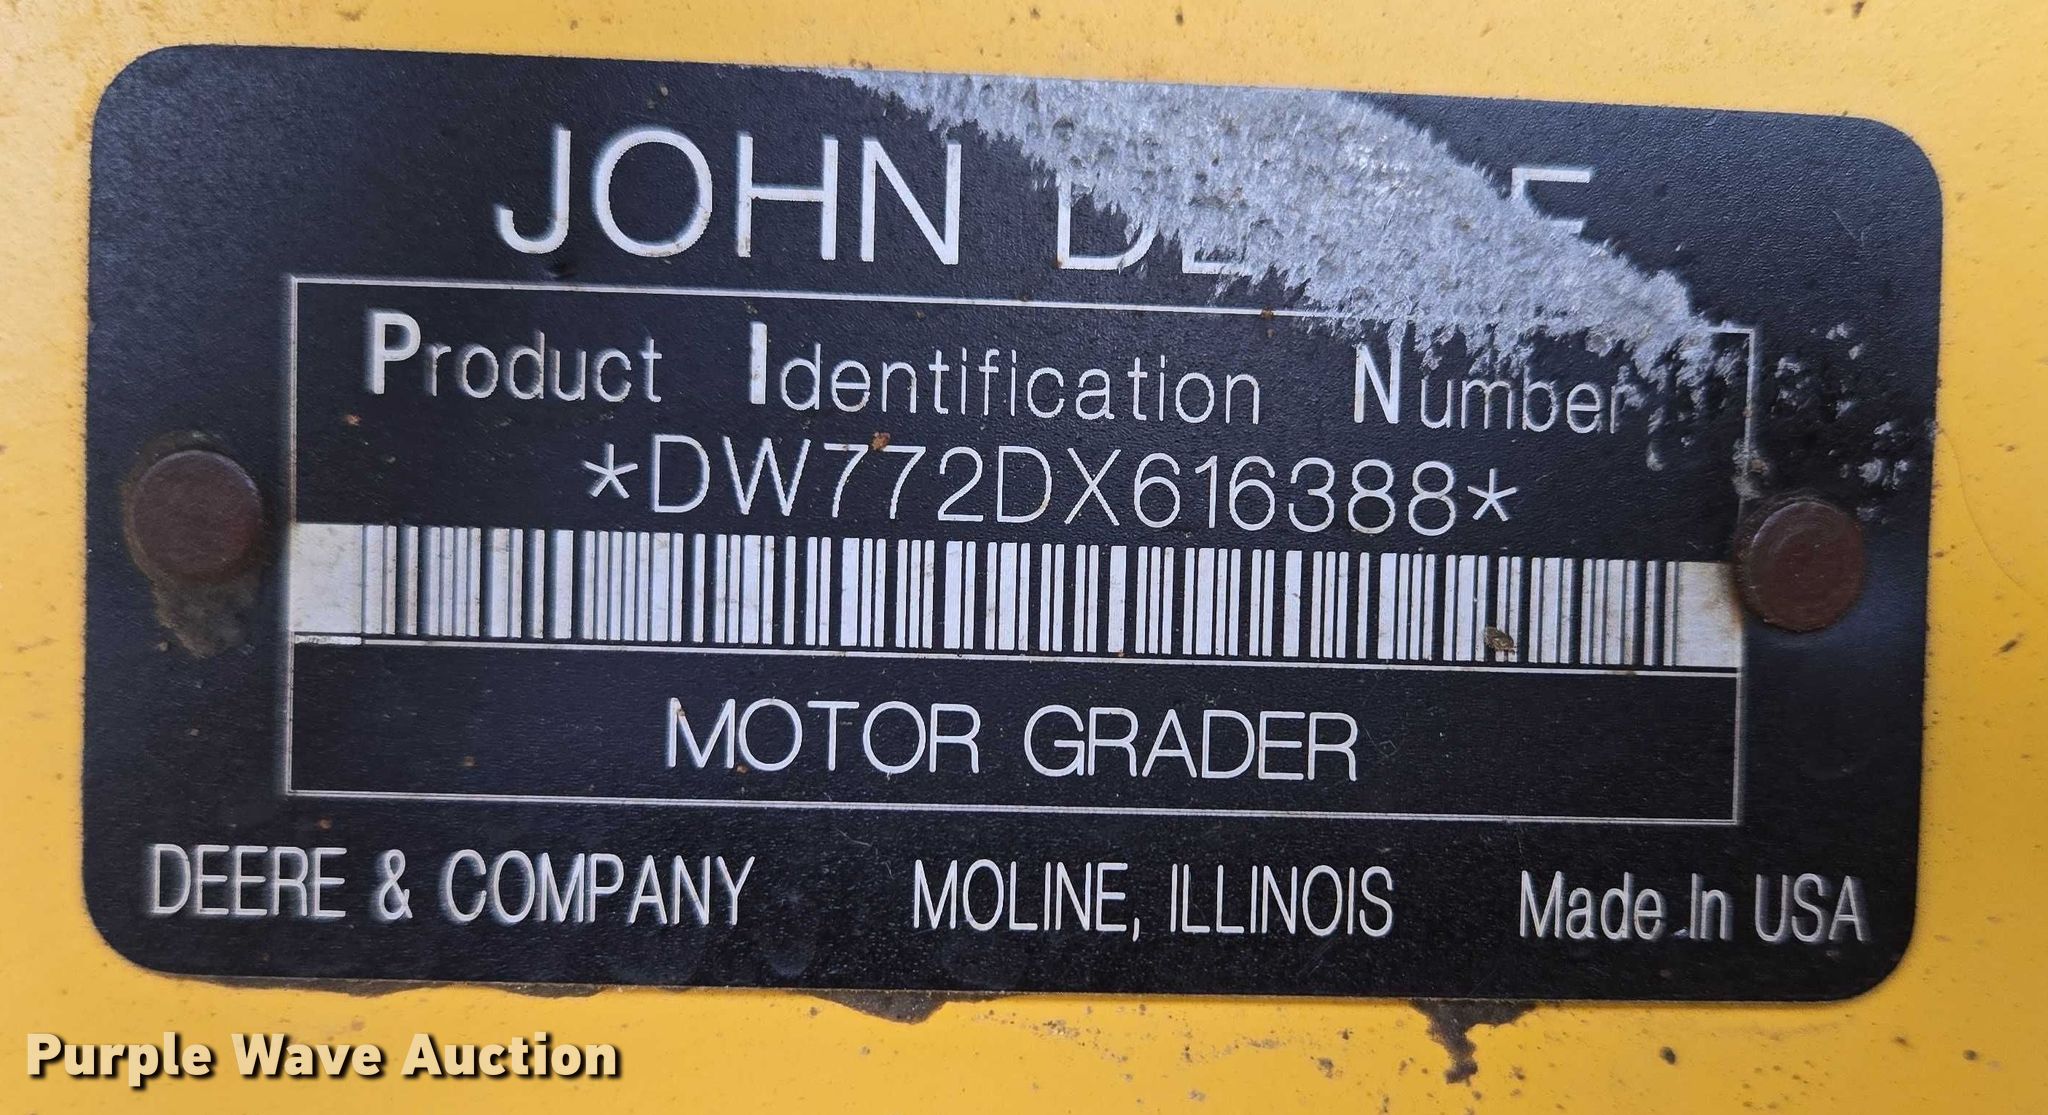 JOHN
Product Identification Number
*DW772DX616388*
MOTOR GRADER
DEERE & COMPANY MOLINE, ILLINOIS Made In USA
Purple Wave Auction